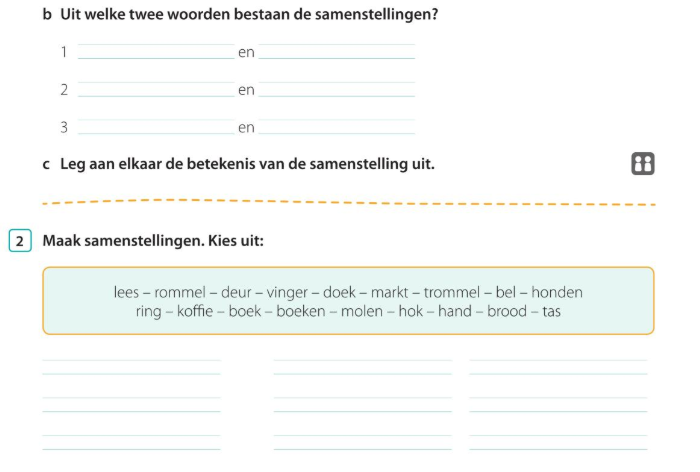 b Uit welke twee woorden bestaan de samenstellingen?
1 en
2 en
3 en
c Leg aan elkaar de betekenis van de samenstelling uit.
2 Maak samenstellingen. Kies uit:
lees – rommel – deur – vinger – doek – markt – trommel – bel – honden
ring – koffie – boek – boeken – molen – hok – hand – brood – tas